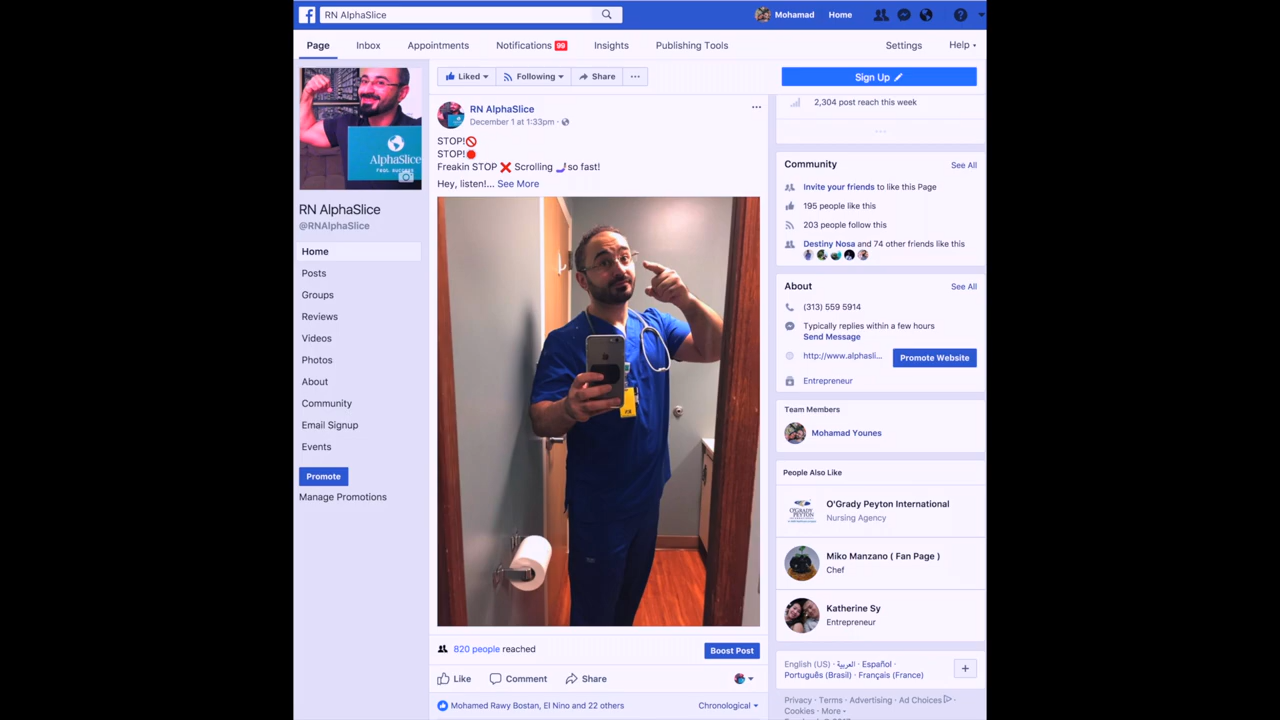 RN AlphaSlice
Mohamad
Home
Page
Inbox
Appointments
Notifications 99
Insights
Publishing Tools
Settings
Help
AlphaSlice
RN AlphaSlice
@RNAlphaSlice
Home
Posts
Groups
Reviews
Videos
Photos
About
Community
Email Signup
Events
Promote
Manage Promotions
Liked
Following
Share
RN AlphaSlice
December 1 at 1:33pm ·
STOP!🚫
STOP!🛑
Freakin STOP ❌ Scrolling 🤳so fast!
Hey, listen!... See More
820 people reached
Boost Post
Like
Comment
Share
Mohamed Rawy Bostan, El Nino and 22 others
Chronological
Sign Up
2,304 post reach this week
Community
See All
Invite your friends to like this Page
195 people like this
203 people follow this
Destiny Nosa and 74 other friends like this
About
See All
(313) 559 5914
Typically replies within a few hours
Send Message
http://www.alphasli...
Promote Website
Entrepreneur
Team Members
Mohamad Younes
People Also Like
O'Grady Peyton International
Nursing Agency
Miko Manzano ( Fan Page )
Chef
Katherine Sy
Entrepreneur
English (US) · العربية · Español ·
Português (Brasil) · Français (France)
Privacy · Terms · Advertising · Ad Choices ·
Cookies · More